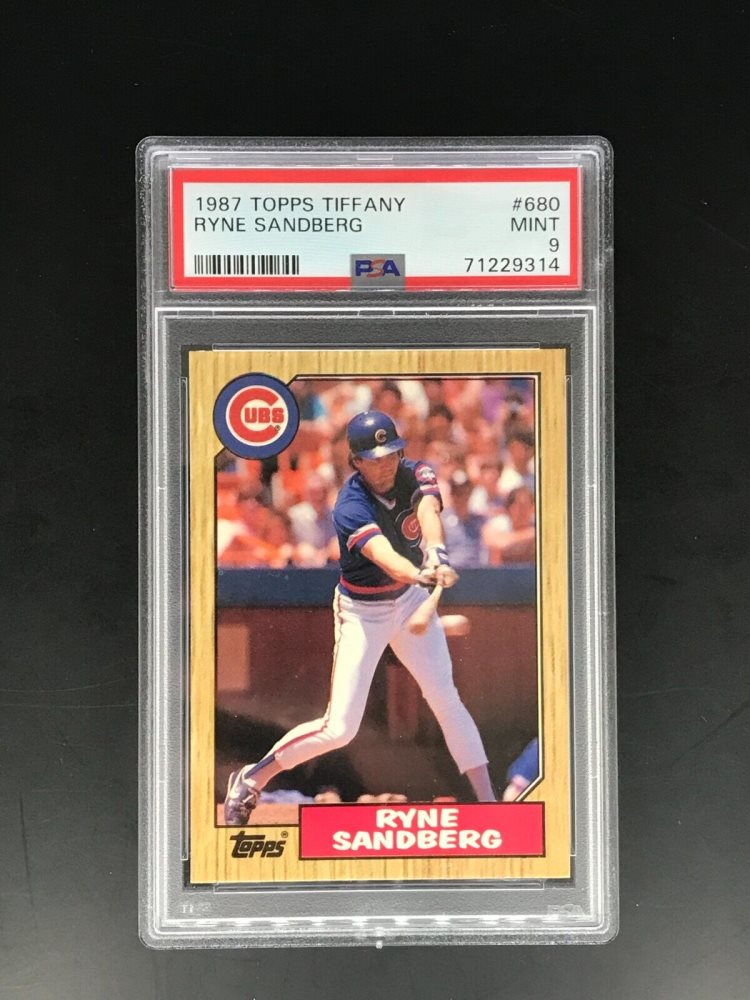 1987 TOPPS TIFFANY #680
RYNE SANDBERG MINT
9
PSA 71229314
CUBS
C
topps
RYNE
SANDBERG